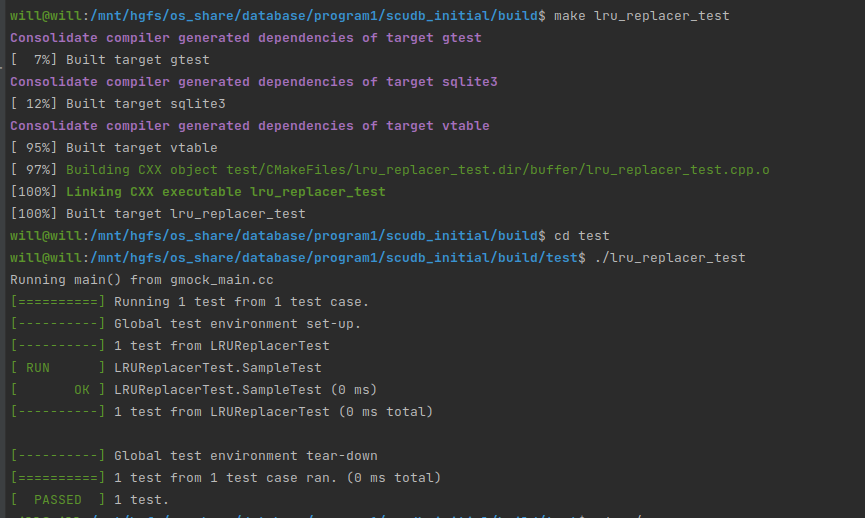 will@will:/mnt/hgfs/os_share/database/program1/scudb_initial/build$ make lru_replacer_test
Consolidate compiler generated dependencies of target gtest
[  7%] Built target gtest
Consolidate compiler generated dependencies of target sqlite3
[ 12%] Built target sqlite3
Consolidate compiler generated dependencies of target vtable
[ 95%] Built target vtable
[ 97%] Building CXX object test/CMakeFiles/lru_replacer_test.dir/buffer/lru_replacer_test.cpp.o
[100%] Linking CXX executable lru_replacer_test
[100%] Built target lru_replacer_test
will@will:/mnt/hgfs/os_share/database/program1/scudb_initial/build$ cd test
will@will:/mnt/hgfs/os_share/database/program1/scudb_initial/build/test$ ./lru_replacer_test
Running main() from gmock_main.cc
[==========] Running 1 test from 1 test case.
[----------] Global test environment set-up.
[----------] 1 test from LRUReplacerTest
[ RUN      ] LRUReplacerTest.SampleTest
[       OK ] LRUReplacerTest.SampleTest (0 ms)
[----------] 1 test from LRUReplacerTest (0 ms total)

[----------] Global test environment tear-down
[==========] 1 test from 1 test case ran. (0 ms total)
[  PASSED  ] 1 test.